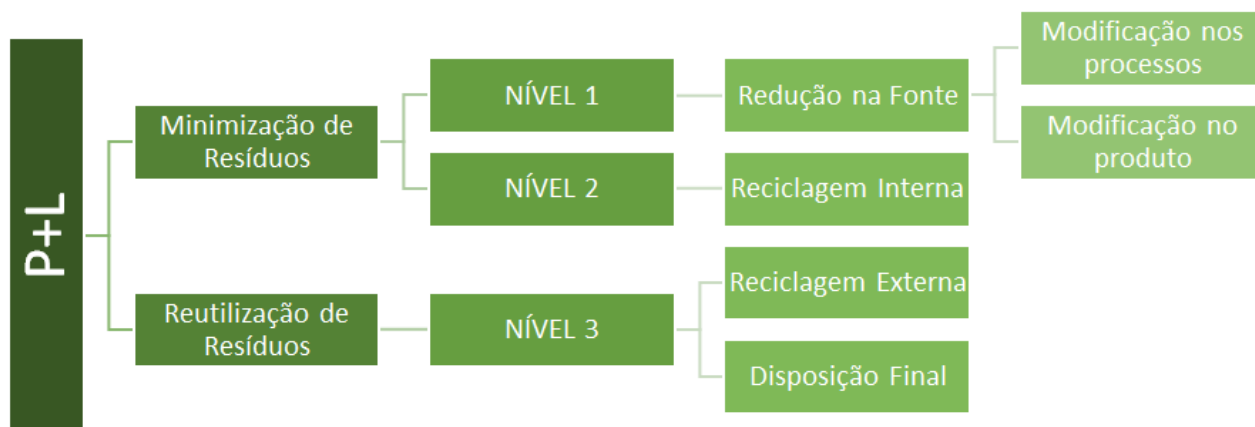 P+L
Minimização de
Resíduos
NÍVEL 1
Redução na Fonte
Modificação nos
processos
Modificação no
produto
NÍVEL 2
Reciclagem Interna
Reutilização de
Resíduos
NÍVEL 3
Reciclagem Externa
Disposição Final